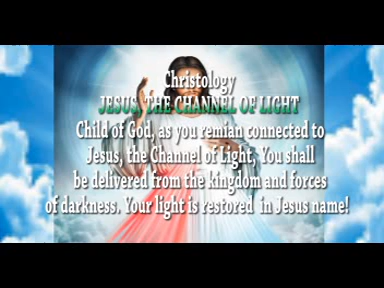 Christology
JESUS, THE CHANNEL OF LIGHT
Child of God, as you remian connected to
Jesus, the Channel of Light, You shall
be delivered from the kingdom and forces
of darkness. Your light is restored in Jesus name!